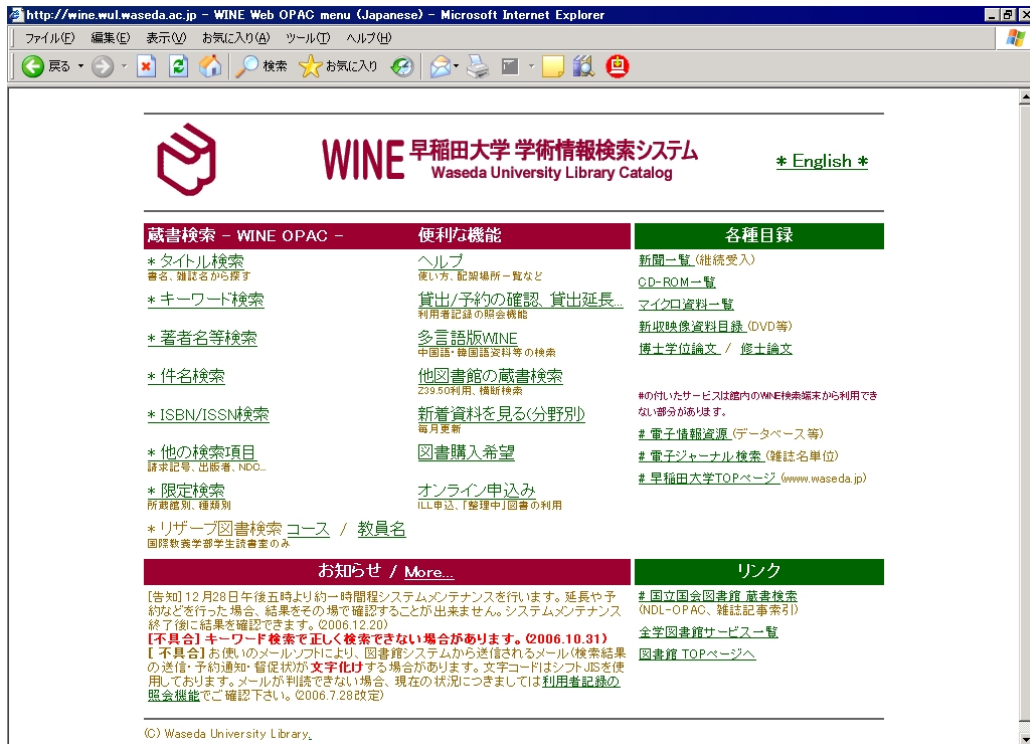 http://wine.wul.waseda.ac.jp - WINE Web OPAC menu (Japanese) - Microsoft Internet Explorer
ファイル(F) 編集(E) 表示(V) お気に入り(A) ツール(T) ヘルプ(H)
戻る 検索 お気に入り
WINE 早稲田大学 学術情報検索システム
Waseda University Library Catalog
* English *
蔵書検索 - WINE OPAC -
* タイトル検索
書名、雑誌名から探す
* キーワード検索
* 著者名等検索
* 件名検索
* ISBN/ISSN検索
* 他の検索項目
請求記号、出版者、NDC...
* 限定検索
所蔵館別、種類別
* リザーブ図書検索 コース / 教員名
国際教養学部学生読書室のみ
便利な機能
ヘルプ
使い方、配架場所一覧など
貸出/予約の確認、貸出延長...
利用者記録の照会機能
多言語版WINE
中国語・韓国語資料等の検索
他図書館の蔵書検索
Z39.50利用、横断検索
新着資料を見る(分野別)
毎月更新
図書購入希望
オンライン申込み
ILL申込、「整理中」図書の利用
各種目録
新聞一覧 (継続受入)
CD-ROM一覧
マイクロ資料一覧
新収映像資料目録 (DVD等)
博士学位論文 / 修士論文
#の付いたサービスは館内のWINE検索端末から利用でき
ない部分があります。
# 電子情報資源 (データベース等)
# 電子ジャーナル検索 (雑誌名単位)
# 早稲田大学TOPページ (www.waseda.jp)
お知らせ / More...
[告知] 12月28日午後五時より約一時間程システムメンテナンスを行います。延長や予
約などを行った場合、結果をその場で確認することが出来ません。システムメンテナンス
終了後に結果を確認できます。(2006.12.20)
[不具合] キーワード検索で正しく検索できない場合があります。(2006.10.31)
[ 不具合] お使いのメールソフトにより、図書館システムから送信されるメール(検索結果
の送信・予約通知・督促状)が文字化けする場合があります。文字コードはシフトJISを使
用しております。メールが判読できない場合、現在の状況につきましては利用者記録の
照会機能でご確認下さい。(2006.7.28改定)
リンク
# 国立国会図書館 蔵書検索
(NDL-OPAC、雑誌記事索引)
全学図書館サービス一覧
図書館 TOPページへ
(C) Waseda University Library.